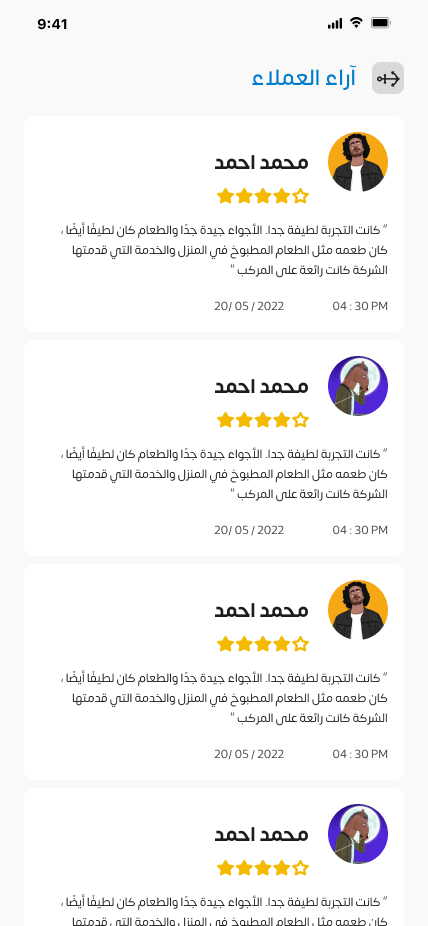 9:41
آراء العملاء
محمد احمد
" كانت التجربة لطيفة جدا. الأجواء جيدة جدًا والطعام كان لطيفًا أيضًا ،
كان طعمه مثل الطعام المطبوخ في المنزل والخدمة التي قدمتها
الشركة كانت رائعة على المركب "
04 : 30 PM
20/ 05 / 2022
محمد احمد
" كانت التجربة لطيفة جدا. الأجواء جيدة جدًا والطعام كان لطيفًا أيضًا ،
كان طعمه مثل الطعام المطبوخ في المنزل والخدمة التي قدمتها
الشركة كانت رائعة على المركب "
04 : 30 PM
20/ 05 / 2022
محمد احمد
" كانت التجربة لطيفة جدا. الأجواء جيدة جدًا والطعام كان لطيفًا أيضًا ،
كان طعمه مثل الطعام المطبوخ في المنزل والخدمة التي قدمتها
الشركة كانت رائعة على المركب "
04 : 30 PM
20/ 05 / 2022
محمد احمد
" كانت التجربة لطيفة جدا. الأجواء جيدة جدًا والطعام كان لطيفًا أيضًا ،
كان طعمه مثل الطعام المطبوخ في المنزل والخدمة التي قدمتها